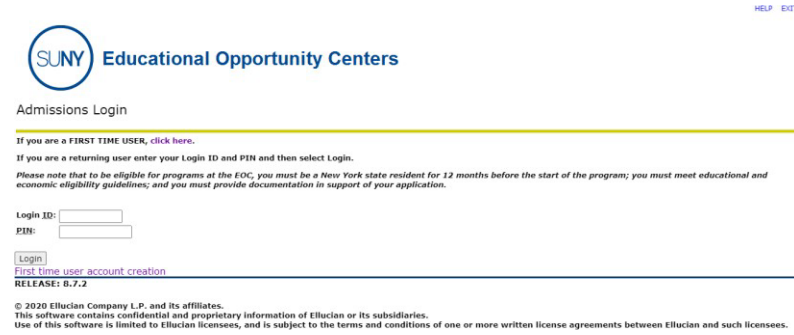 HELP EXIT
SUNY Educational Opportunity Centers
Admissions Login
If you are a FIRST TIME USER, click here.
If you are a returning user enter your Login ID and PIN and then select Login.
Please note that to be eligible for programs at the EOC, you must be a New York state resident for 12 months before the start of the program; you must meet educational and
economic eligibility guidelines; and you must provide documentation in support of your application.
Login ID:
PIN:
Login
First time user account creation
RELEASE: 8.7.2
© 2020 Ellucian Company L.P. and its affiliates.
This software contains confidential and proprietary information of Ellucian or its subsidiaries.
Use of this software is limited to Ellucian licensees, and is subject to the terms and conditions of one or more written license agreements between Ellucian and such licensees.